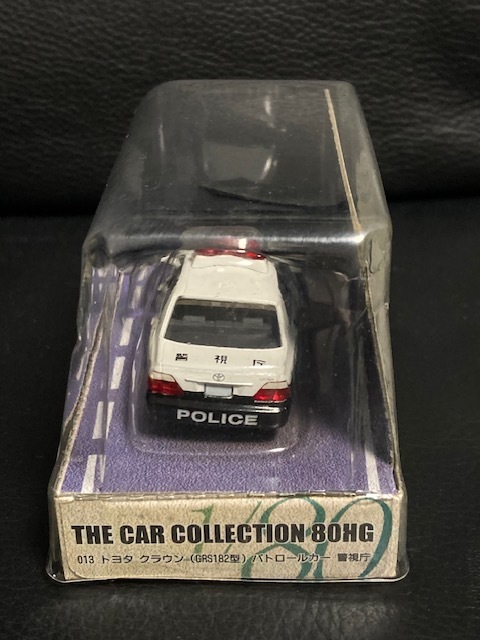 警視庁
POLICE
THE CAR COLLECTION 80HG
1/80
013 トヨタ クラウン(GRS182型)パトロールカー 警視庁